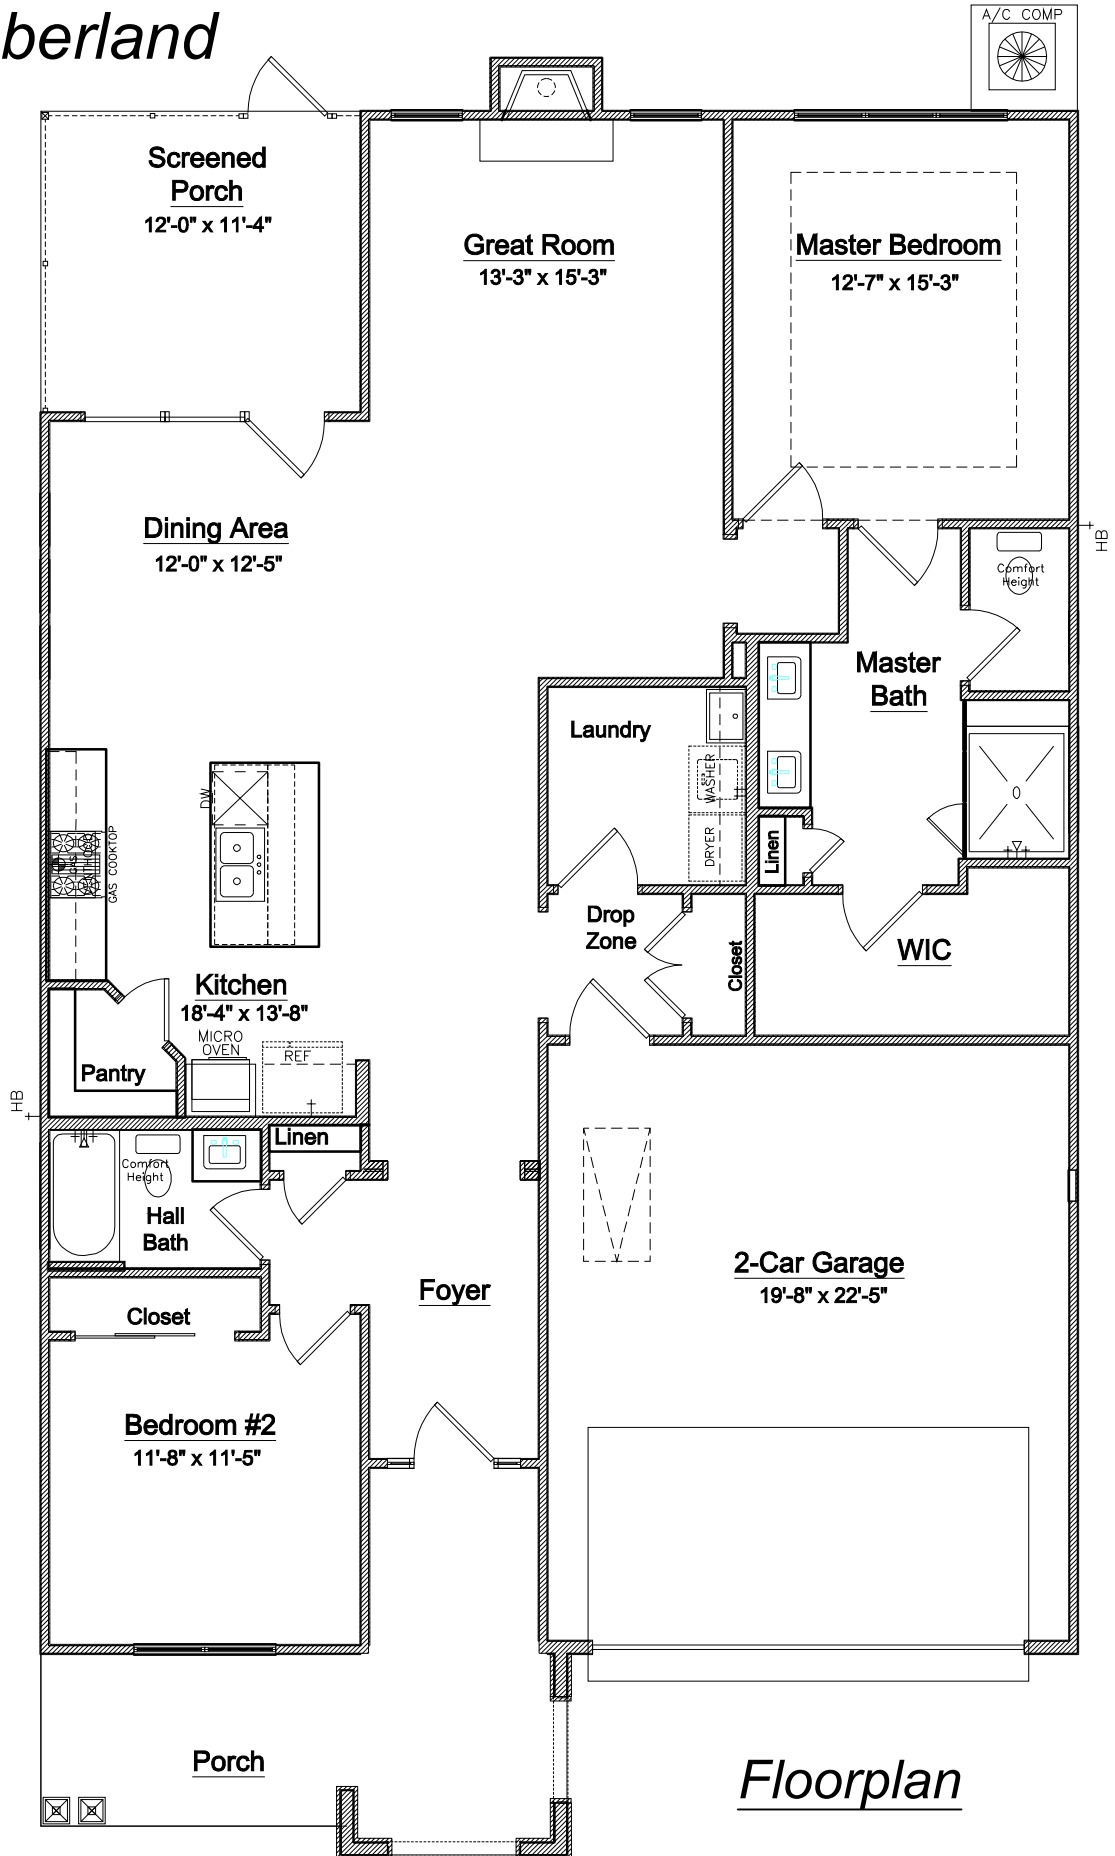 berland
A/C COMP
Screened
Porch
12'-0" x 11'-4"
Great Room
13'-3" x 15'-3"
Master Bedroom
12'-7" x 15'-3"
Dining Area
12'-0" x 12'-5"
HB
Comfort
Height
Master
Bath
Laundry
WASHER
DRYER
Linen
DW
GAS COOKTOP
GAS
Drop
Zone
Closet
WIC
Kitchen
18'-4" x 13'-8"
MICRO
OVEN
REF
Pantry
HB
Linen
Comfort
Height
Hall
Bath
Foyer
2-Car Garage
19'-8" x 22'-5"
Closet
Bedroom #2
11'-8" x 11'-5"
Porch
Floorplan